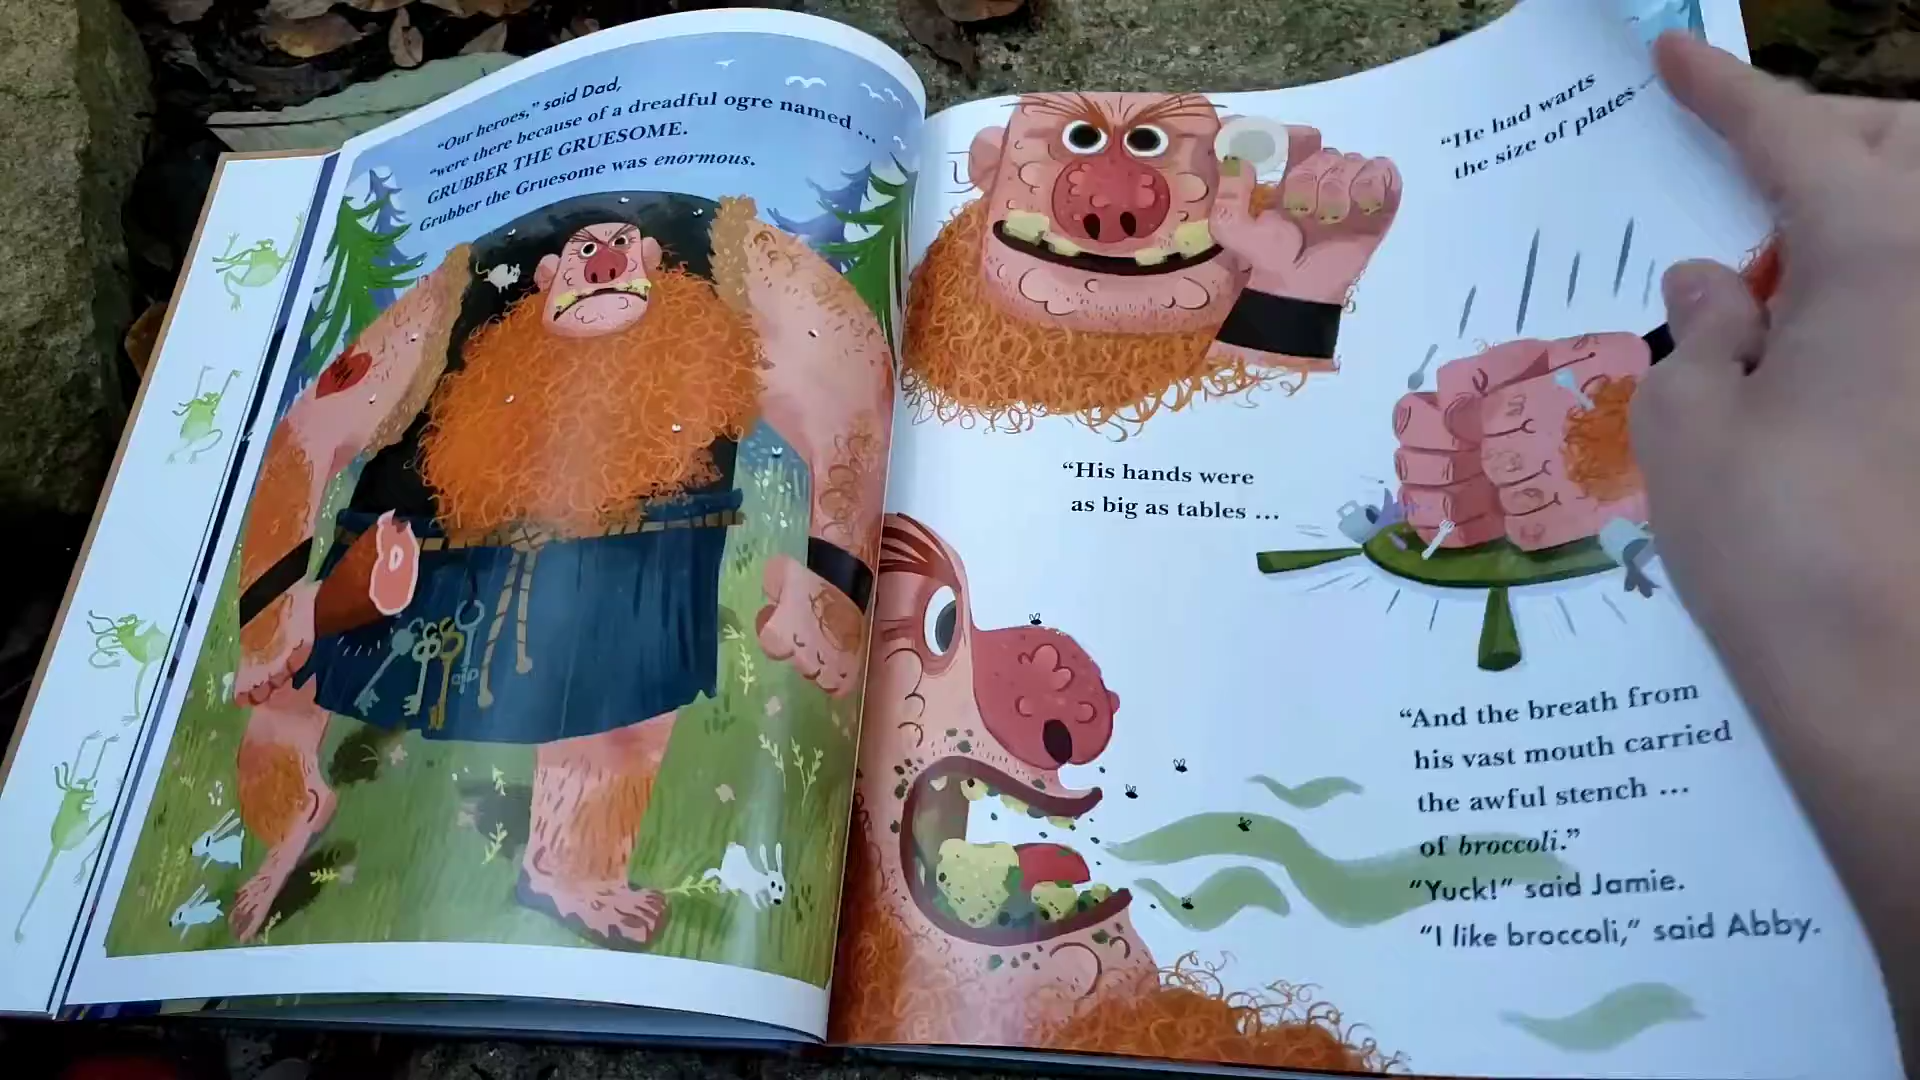 “Our heroes,” said Dad,
“were there because of a dreadful ogre named ...
GRUBBER THE GRUESOME.
Grubber the Gruesome was enormous.
“He had warts
the size of plates ...
“His hands were
as big as tables ...
“And the breath from
his vast mouth carried
the awful stench ...
of broccoli.”
“Yuck!” said Jamie.
“I like broccoli,” said Abby.